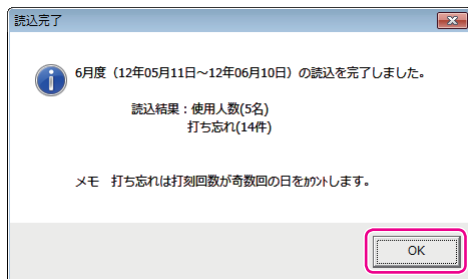 読込完了
6月度（12年05月11日～12年06月10日）の読込を完了しました。
読込結果：使用人数(5名)
打ち忘れ(14件)
メモ　打ち忘れは打刻回数が奇数回の日をｶｳﾝﾄします。
OK